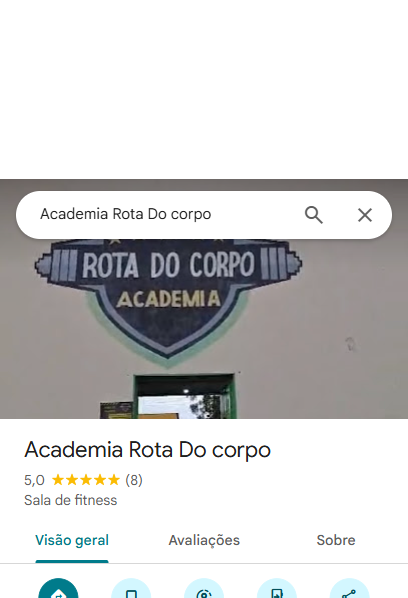 Academia Rota Do corpo
ROTA DO CORPO
ACADEMIA
Academia Rota Do corpo
5,0 ★★★★★ (8)
Sala de fitness
Visão geral
Avaliações
Sobre